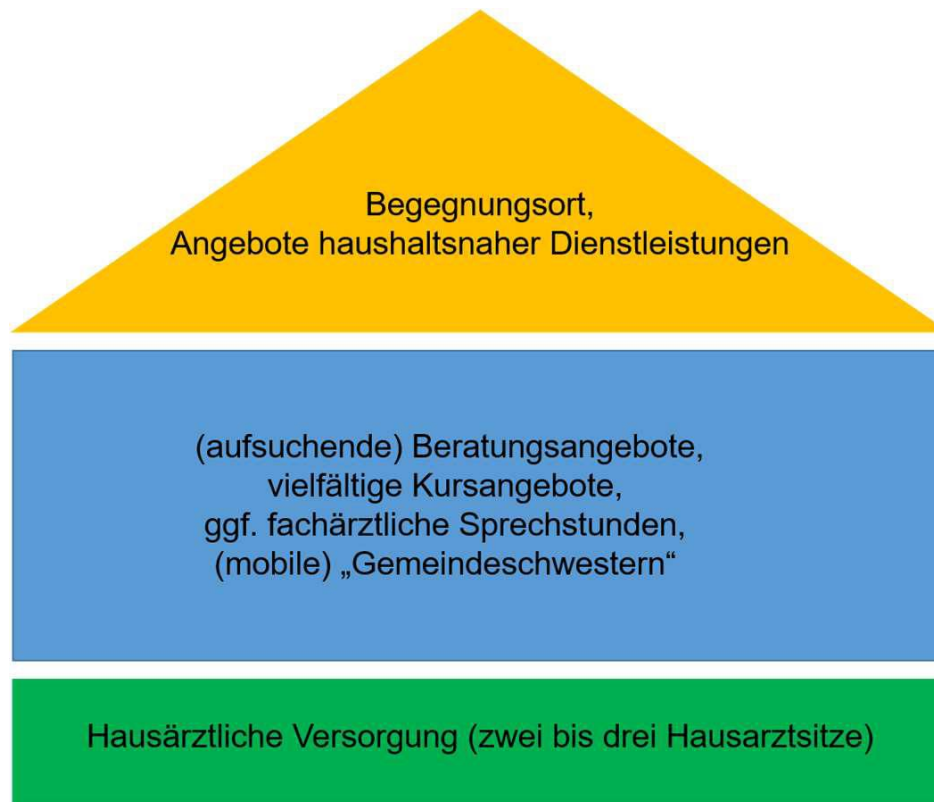 Begegnungsort,
Angebote haushaltsnaher Dienstleistungen
(aufsuchende) Beratungsangebote,
vielfältige Kursangebote,
ggf. fachärztliche Sprechstunden,
(mobile) „Gemeindeschwestern“
Hausärztliche Versorgung (zwei bis drei Hausarztsitze)